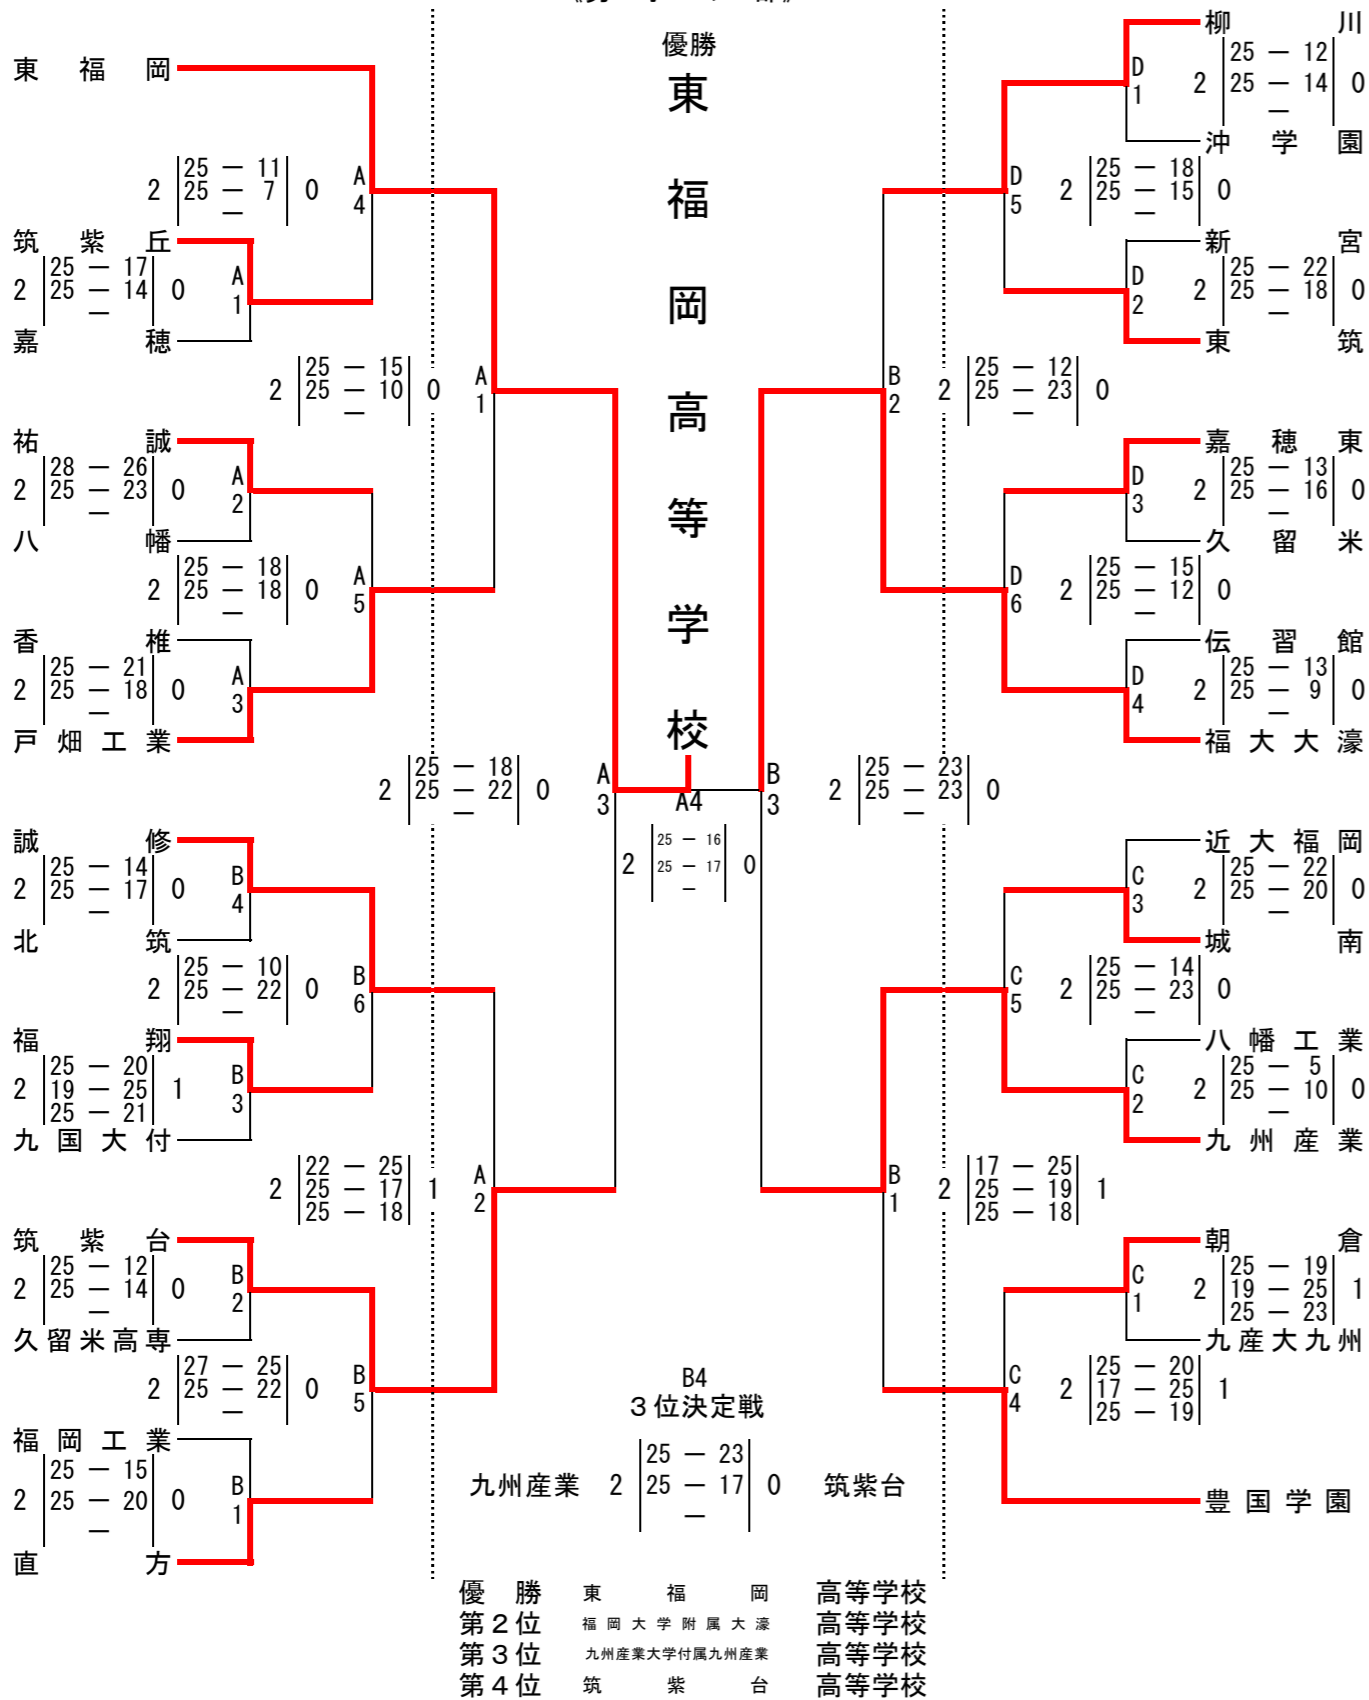 優勝
東福岡高等学校
東福岡
2 25 — 11 0 A4
25 — 7
—
筑紫丘
2 25 — 17 0 A1
25 — 14
—
嘉穂
2 25 — 15 0 A1
25 — 10
—
祐誠
2 28 — 26 0 A2
25 — 23
—
八幡
2 25 — 18 0 A5
25 — 18
—
香椎
2 25 — 21 0 A3
25 — 18
—
戸畑工業
2 25 — 18 0 A3
25 — 22
—
誠修
2 25 — 14 0 B4
25 — 17
—
北筑
2 25 — 10 0 B6
25 — 22
—
福翔
2 25 — 20 1 B3
19 — 25
25 — 21
九国大付
2 22 — 25 1 A2
25 — 17
25 — 18
筑紫台
2 25 — 12 0 B2
25 — 14
—
久留米高専
2 27 — 25 0 B5
25 — 22
—
福岡工業
2 25 — 15 0 B1
25 — 20
—
直方
A4
2 25 — 16 0
25 — 17
—
柳川
D1 2 25 — 12 0
25 — 14
—
沖学園
D5 2 25 — 18 0
25 — 15
—
新宮
D2 2 25 — 22 0
25 — 18
—
東筑
B2 2 25 — 12 0
25 — 23
—
嘉穂東
D3 2 25 — 13 0
25 — 16
—
久留米
D6 2 25 — 15 0
25 — 12
—
伝習館
D4 2 25 — 13 0
25 — 9
—
福大大濠
B3 2 25 — 23 0
25 — 23
—
近大福岡
C3 2 25 — 22 0
25 — 20
—
城南
C5 2 25 — 14 0
25 — 23
—
八幡工業
C2 2 25 — 5 0
25 — 10
—
九州産業
B1 2 17 — 25 1
25 — 19
25 — 18
朝倉
C1 2 25 — 19 1
19 — 25
25 — 23
九産大九州
C4 2 25 — 20 1
17 — 25
25 — 19
豊国学園
B4
3位決定戦
九州産業 2 25 — 23 0 筑紫台
25 — 17
—
優勝 東福岡 高等学校
第2位 福岡大学附属大濠 高等学校
第3位 九州産業大学付属九州産業 高等学校
第4位 筑紫台 高等学校